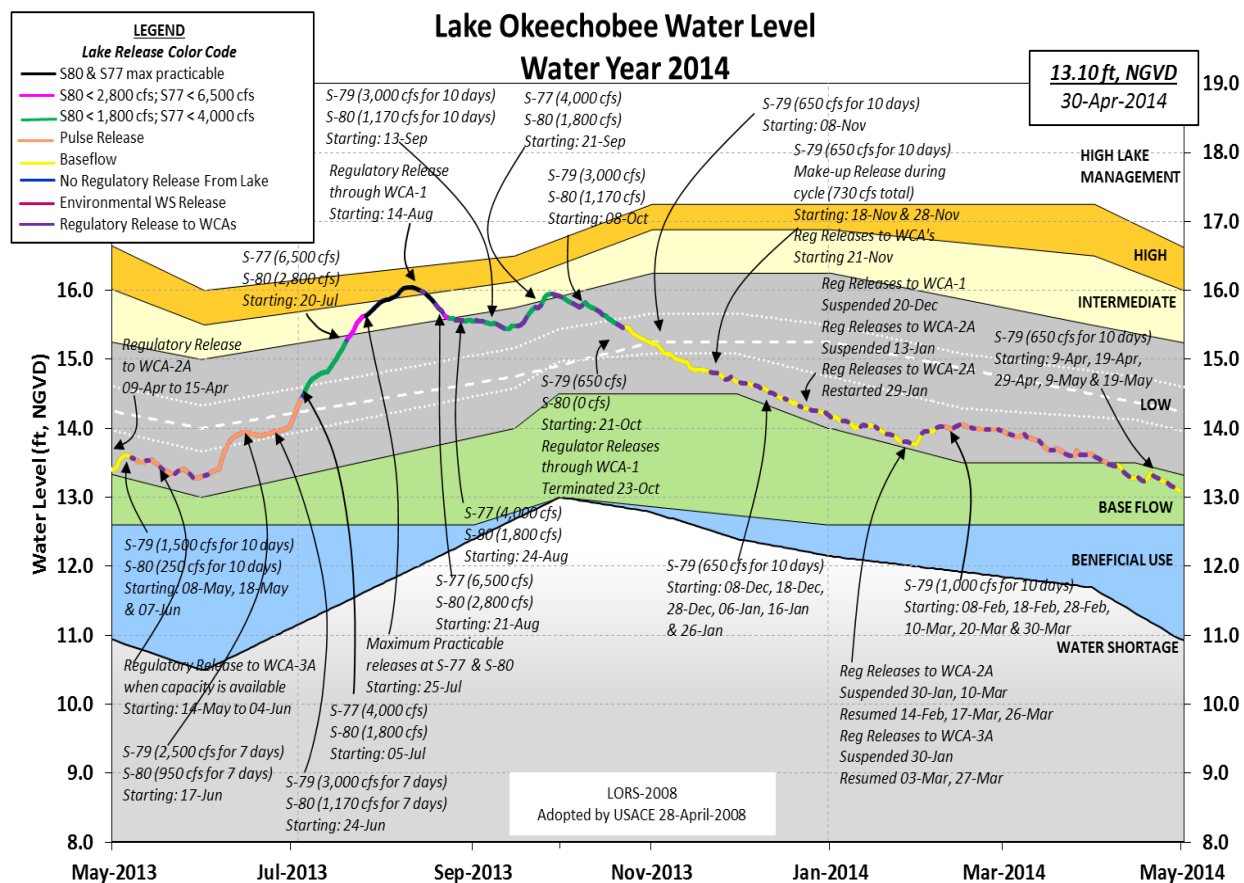 Lake Okeechobee Water Level
Water Year 2014
LEGEND
Lake Release Color Code
S80 & S77 max practicable
S80 < 2,800 cfs; S77 < 6,500 cfs
S80 < 1,800 cfs; S77 < 4,000 cfs
Pulse Release
Baseflow
No Regulatory Release From Lake
Environmental WS Release
Regulatory Release to WCAs
13.10 ft, NGVD
30-Apr-2014
S-79 (3,000 cfs for 10 days)
S-80 (1,170 cfs for 10 days)
Starting: 13-Sep
S-77 (4,000 cfs)
S-80 (1,800 cfs)
Starting: 21-Sep
S-79 (650 cfs for 10 days)
Starting: 08-Nov
S-79 (650 cfs for 10 days)
Make-up Release during
cycle (730 cfs total)
Starting: 18-Nov & 28-Nov
Reg Releases to WCA's
Starting 21-Nov
HIGH LAKE
MANAGEMENT
Regulatory Release
through WCA-1
Starting: 14-Aug
S-79 (3,000 cfs)
S-80 (1,170 cfs)
Starting: 08-Oct
S-77 (6,500 cfs)
S-80 (2,800 cfs)
Starting: 20-Jul
HIGH
INTERMEDIATE
Reg Releases to WCA-1
Suspended 20-Dec
Reg Releases to WCA-2A
Suspended 13-Jan
Reg Releases to WCA-2A
Restarted 29-Jan
S-79 (650 cfs for 10 days)
Starting: 9-Apr, 19-Apr,
29-Apr, 9-May & 19-May
Regulatory Release
to WCA-2A
09-Apr to 15-Apr
LOW
S-79 (650 cfs)
S-80 (0 cfs)
Starting: 21-Oct
Regulator Releases
through WCA-1
Terminated 23-Oct
BASE FLOW
S-77 (4,000 cfs)
S-80 (1,800 cfs)
Starting: 24-Aug
S-79 (1,500 cfs for 10 days)
S-80 (250 cfs for 10 days)
Starting: 08-May, 18-May
& 07-Jun
BENEFICIAL USE
S-77 (6,500 cfs)
S-80 (2,800 cfs)
Starting: 21-Aug
S-79 (650 cfs for 10 days)
Starting: 08-Dec, 18-Dec,
28-Dec, 06-Jan, 16-Jan
& 26-Jan
S-79 (1,000 cfs for 10 days)
Starting: 08-Feb, 18-Feb, 28-Feb,
10-Mar, 20-Mar & 30-Mar
WATER SHORTAGE
Regulatory Release to WCA-3A
when capacity is available
Starting: 14-May to 04-Jun
Maximum Practicable
releases at S-77 & S-80
Starting: 25-Jul
Reg Releases to WCA-2A
Suspended 30-Jan, 10-Mar
Resumed 14-Feb, 17-Mar, 26-Mar
Reg Releases to WCA-3A
Suspended 30-Jan
Resumed 03-Mar, 27-Mar
S-77 (4,000 cfs)
S-80 (1,800 cfs)
Starting: 05-Jul
S-79 (2,500 cfs for 7 days)
S-80 (950 cfs for 7 days)
Starting: 17-Jun
S-79 (3,000 cfs for 7 days)
S-80 (1,170 cfs for 7 days)
Starting: 24-Jun
LORS-2008
Adopted by USACE 28-April-2008
Water Level (ft, NGVD)
16.0
15.0
14.0
13.0
12.0
11.0
10.0
9.0
8.0
19.0
18.0
17.0
16.0
15.0
14.0
13.0
12.0
11.0
10.0
9.0
8.0
May-2013
Jul-2013
Sep-2013
Nov-2013
Jan-2014
Mar-2014
May-2014